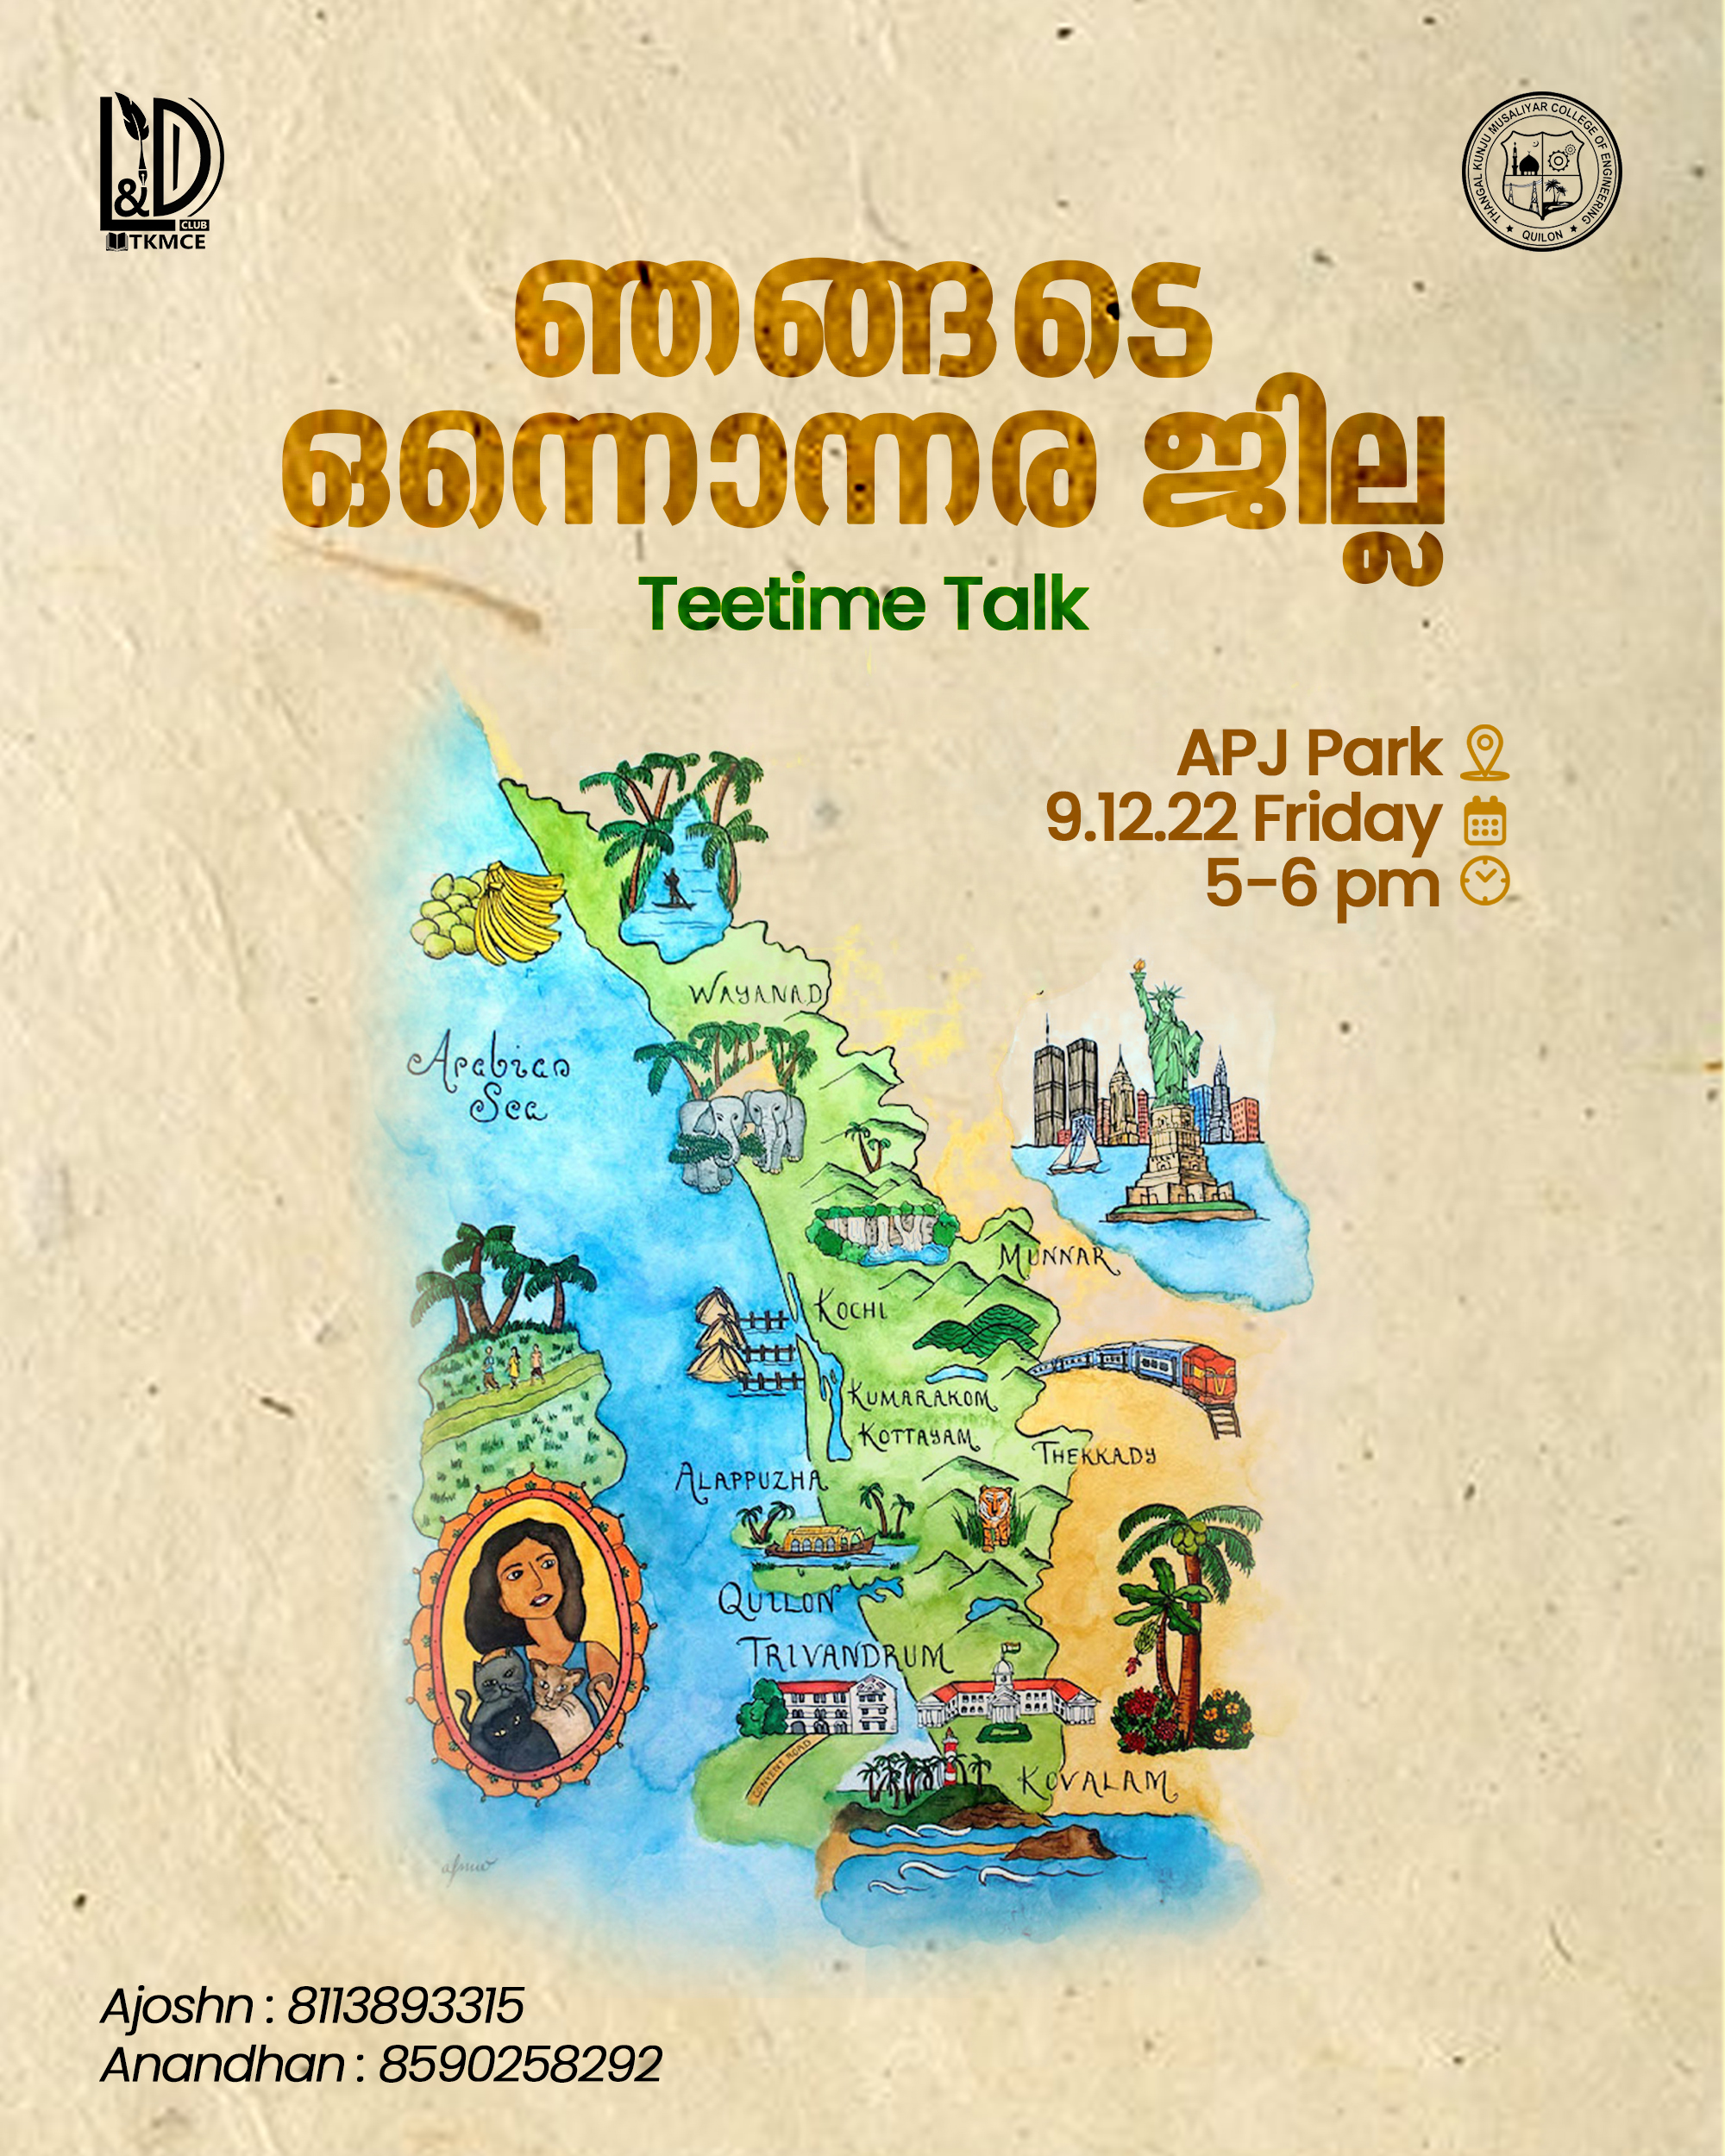 L&D
CLUB
TKMCE
THANGAL KUNJU MUSALIYAR COLLEGE OF ENGINEERING
QUILON
ഞങ്ങടെ
ഒന്നൊന്നര ജില്ല
Teetime Talk
APJ Park
9.12.22 Friday
5-6 pm
WAYANAD
Arabian
Sea
MUNNAR
KOCHI
KUMARAKOM
KOTTAYAM
THEKKADY
ALAPPUZHA
QUILON
TRIVANDRUM
CONVENT ROAD
KOVALAM
Ajoshn : 8113893315
Anandhan : 8590258292